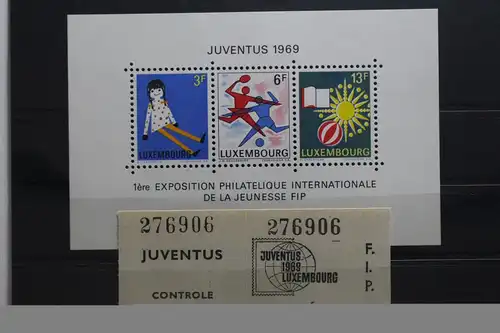 JUVENTUS 1969
3F
6F
13F
LUXEMBOURG
LUXEMBOURG
LUXEMBOURG
1ère EXPOSITION PHILATELIQUE INTERNATIONALE
DE LA JEUNESSE FIP
276906
276906
JUVENTUS
JUVENTUS
1969
LUXEMBOURG
CONTROLE
F.
I.
P.